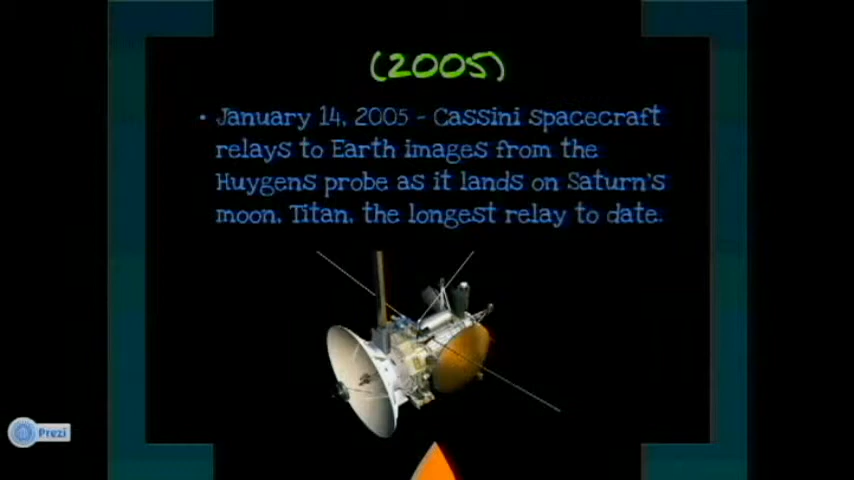 (2005)
• January 14, 2005 - Cassini spacecraft
relays to Earth images from the
Huygens probe as it lands on Saturn's
moon, Titan, the longest relay to date.
Prezi